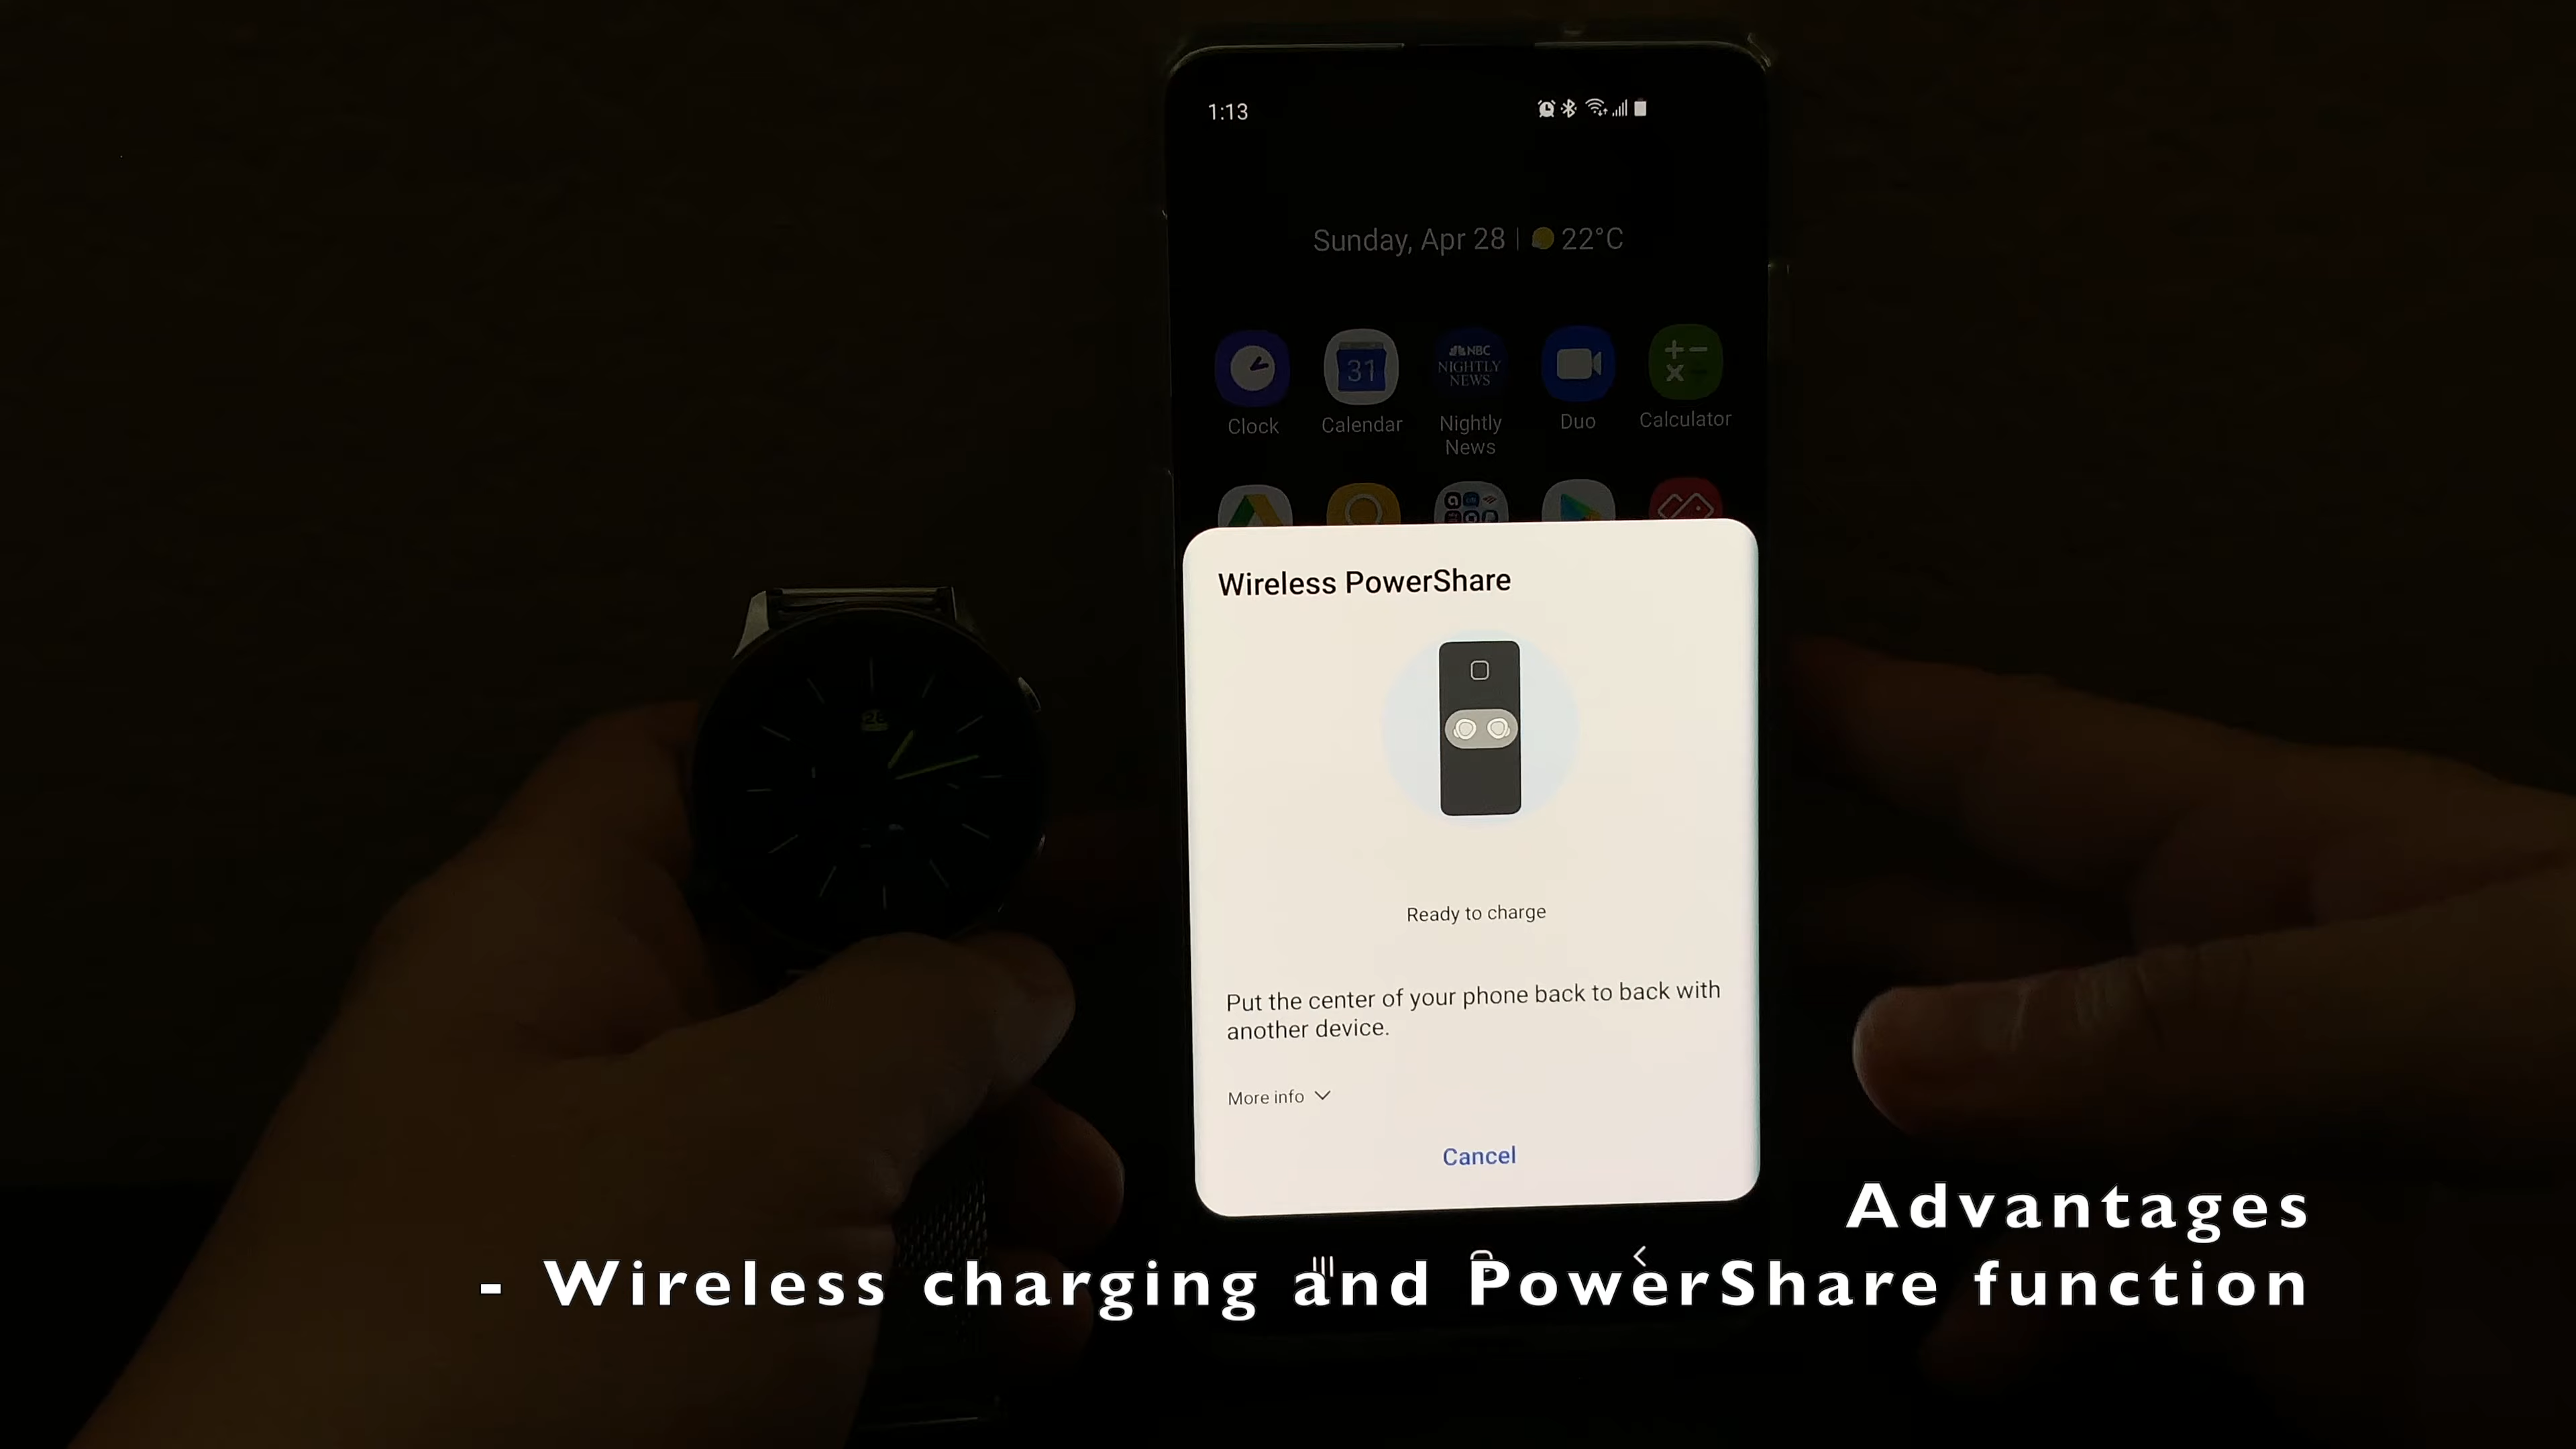 1:13
Sunday, Apr 28 | 22°C
31
NBC
NIGHTLY
NEWS
Clock Calendar Nightly News Duo Calculator
28
Wireless PowerShare
Ready to charge
Put the center of your phone back to back with
another device.
More info
Cancel
Advantages
- Wireless charging and PowerShare function